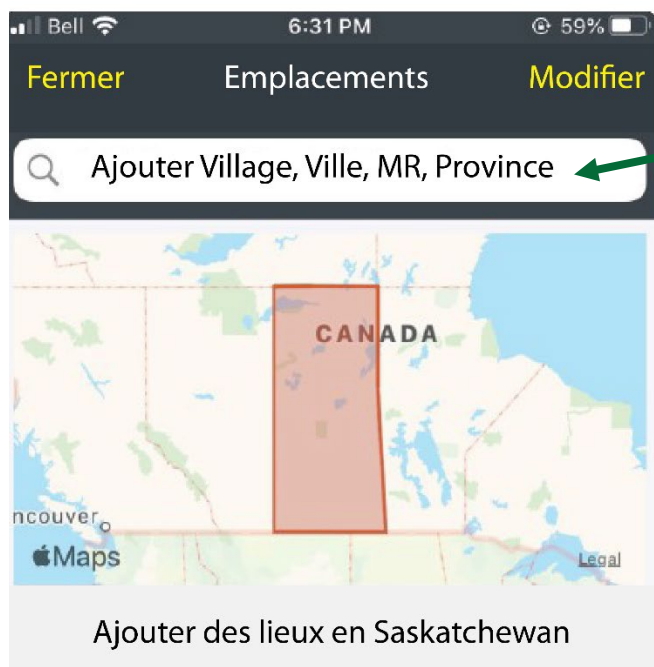 Bell 6:31 PM 59%
Fermer Emplacements Modifier
Ajouter Village, Ville, MR, Province
CANADA
ncouver
Maps Legal
Ajouter des lieux en Saskatchewan